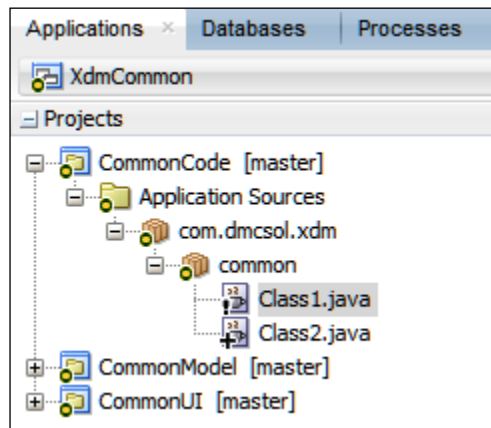 Applications Databases Processes
XdmCommon
Projects
CommonCode [master]
Application Sources
com.dmcsol.xdm
common
Class1.java
Class2.java
CommonModel [master]
CommonUI [master]